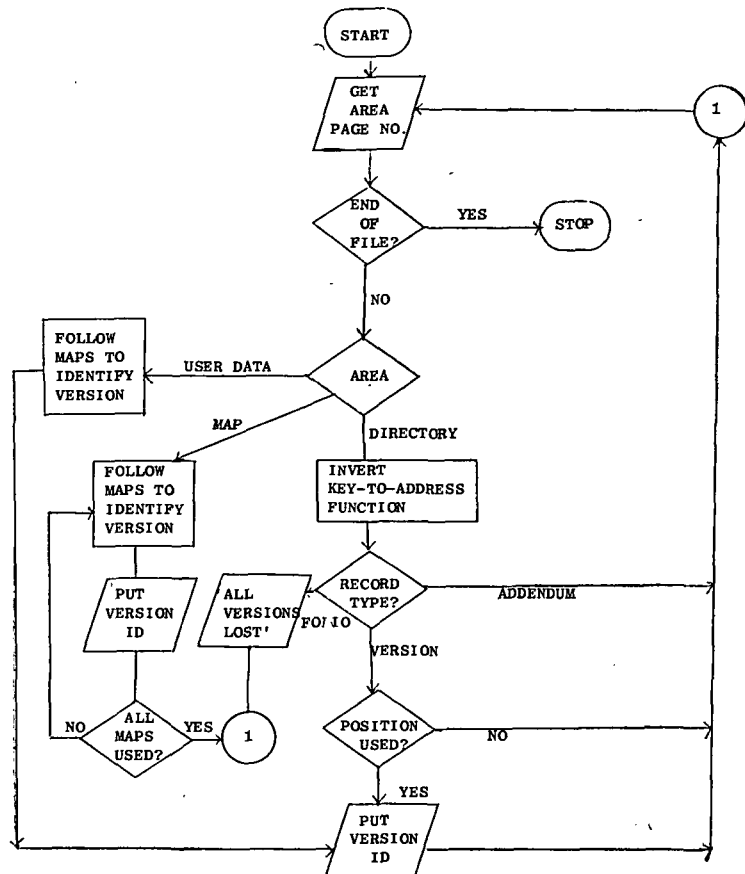 START
GET
AREA
PAGE NO.
1
END
OF
FILE?
YES
STOP
NO
FOLLOW
MAPS TO
IDENTIFY
VERSION
USER DATA
AREA
MAP
DIRECTORY
FOLLOW
MAPS TO
IDENTIFY
VERSION
INVERT
KEY-TO-ADDRESS
FUNCTION
PUT
VERSION
ID
'ALL
VERSIONS
LOST'
FOLIO
RECORD
TYPE?
ADDENDUM
VERSION
NO
ALL
MAPS
USED?
YES
1
POSITION
USED?
NO
YES
PUT
VERSION
ID